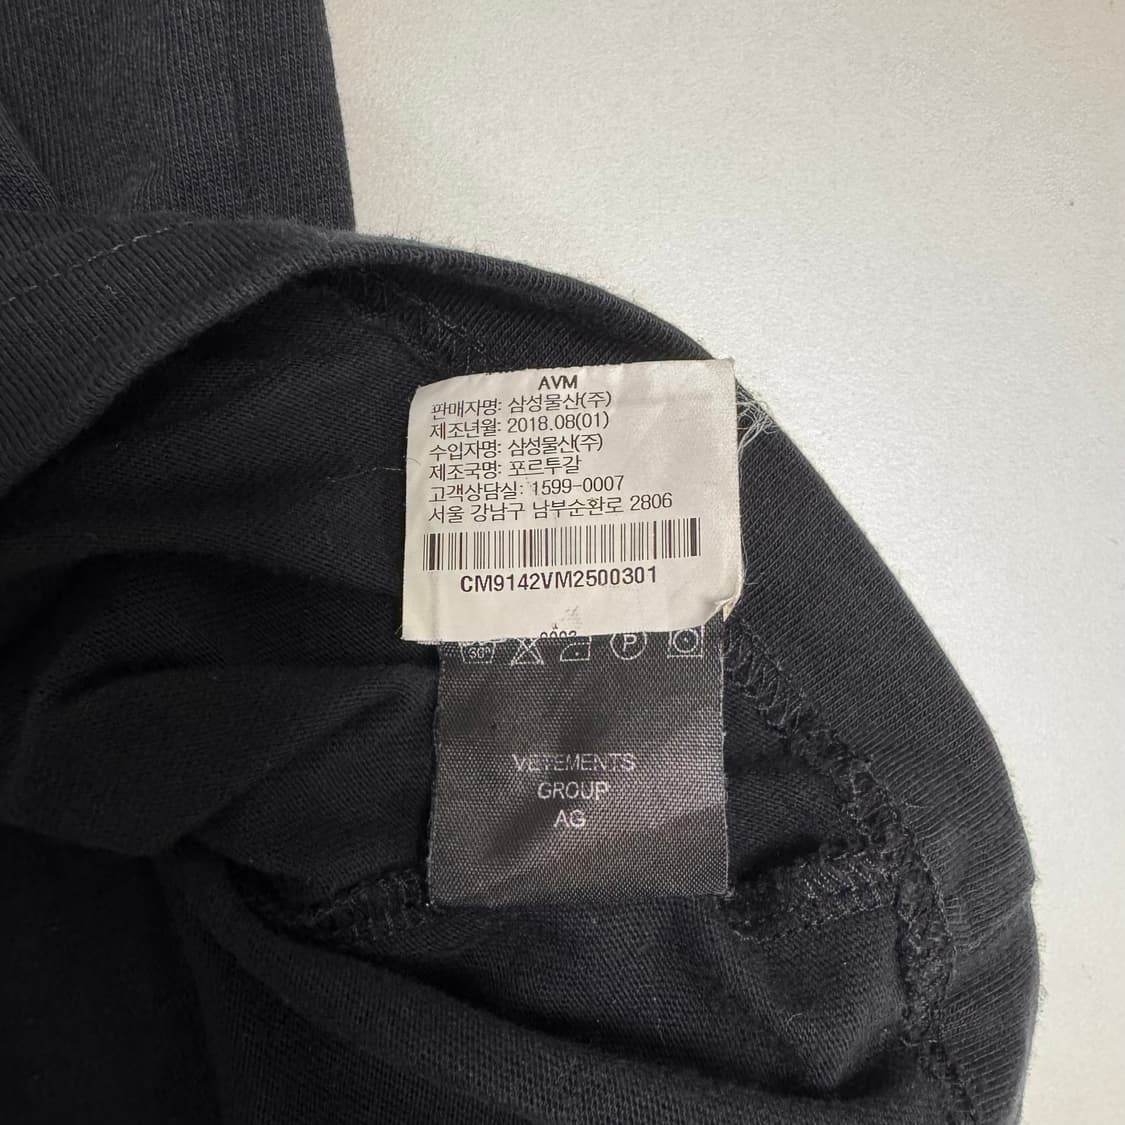 AVM
판매자명: 삼성물산(주)
제조년월: 2018.08(01)
수입자명: 삼성물산(주)
제조국명: 포르투갈
고객상담실: 1599-0007
서울 강남구 남부순환로 2806
CM9142VM2500301
0002
30°
P
VETEMENTS
GROUP
AG